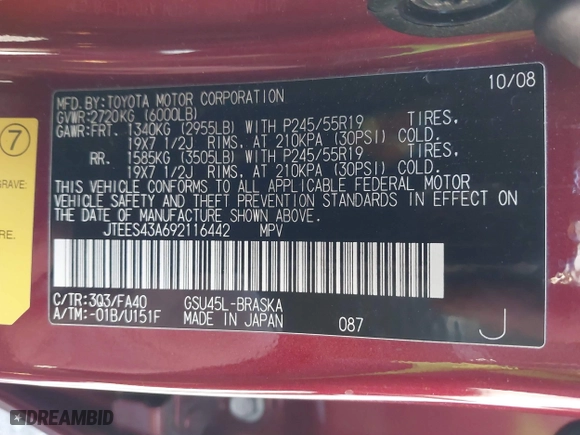 10/08
MFD. BY:TOYOTA MOTOR CORPORATION
GVWR:2720KG (6000LB)
GAWR:FRT. 1340KG (2955LB) WITH P245/55R19 TIRES,
19X7 1/2J RIMS, AT 210KPA (30PSI) COLD.
RR. 1585KG (3505LB) WITH P245/55R19 TIRES,
19X7 1/2J RIMS, AT 210KPA (30PSI) COLD.
THIS VEHICLE CONFORMS TO ALL APPLICABLE FEDERAL MOTOR
VEHICLE SAFETY AND THEFT PREVENTION STANDARDS IN EFFECT ON
THE DATE OF MANUFACTURE SHOWN ABOVE.
JTEES43A692116442 MPV
C/TR:3Q3/FA40 GSU45L-BRASKA
A/TM:-01B/U151F MADE IN JAPAN 087 J
7
GRAVE.
RE.
DREAMBID